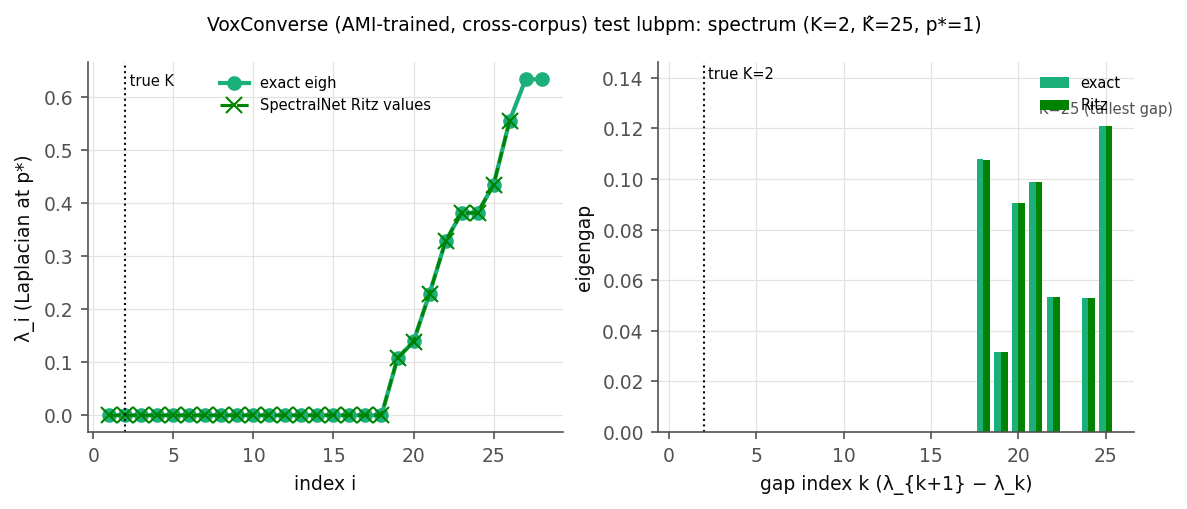 VoxConverse (AMI-trained, cross-corpus) test lubpm: spectrum (K=2, K̂=25, p*=1)
true K
exact eigh
SpectralNet Ritz values
λ_i (Laplacian at p*)
0.6
0.5
0.4
0.3
0.2
0.1
0.0
0 5 10 15 20 25
index i
true K=2
exact
Ritz
K̂=25 (tallest gap)
eigengap
0.14
0.12
0.10
0.08
0.06
0.04
0.02
0.00
0 5 10 15 20 25
gap index k (λ_{k+1} − λ_k)